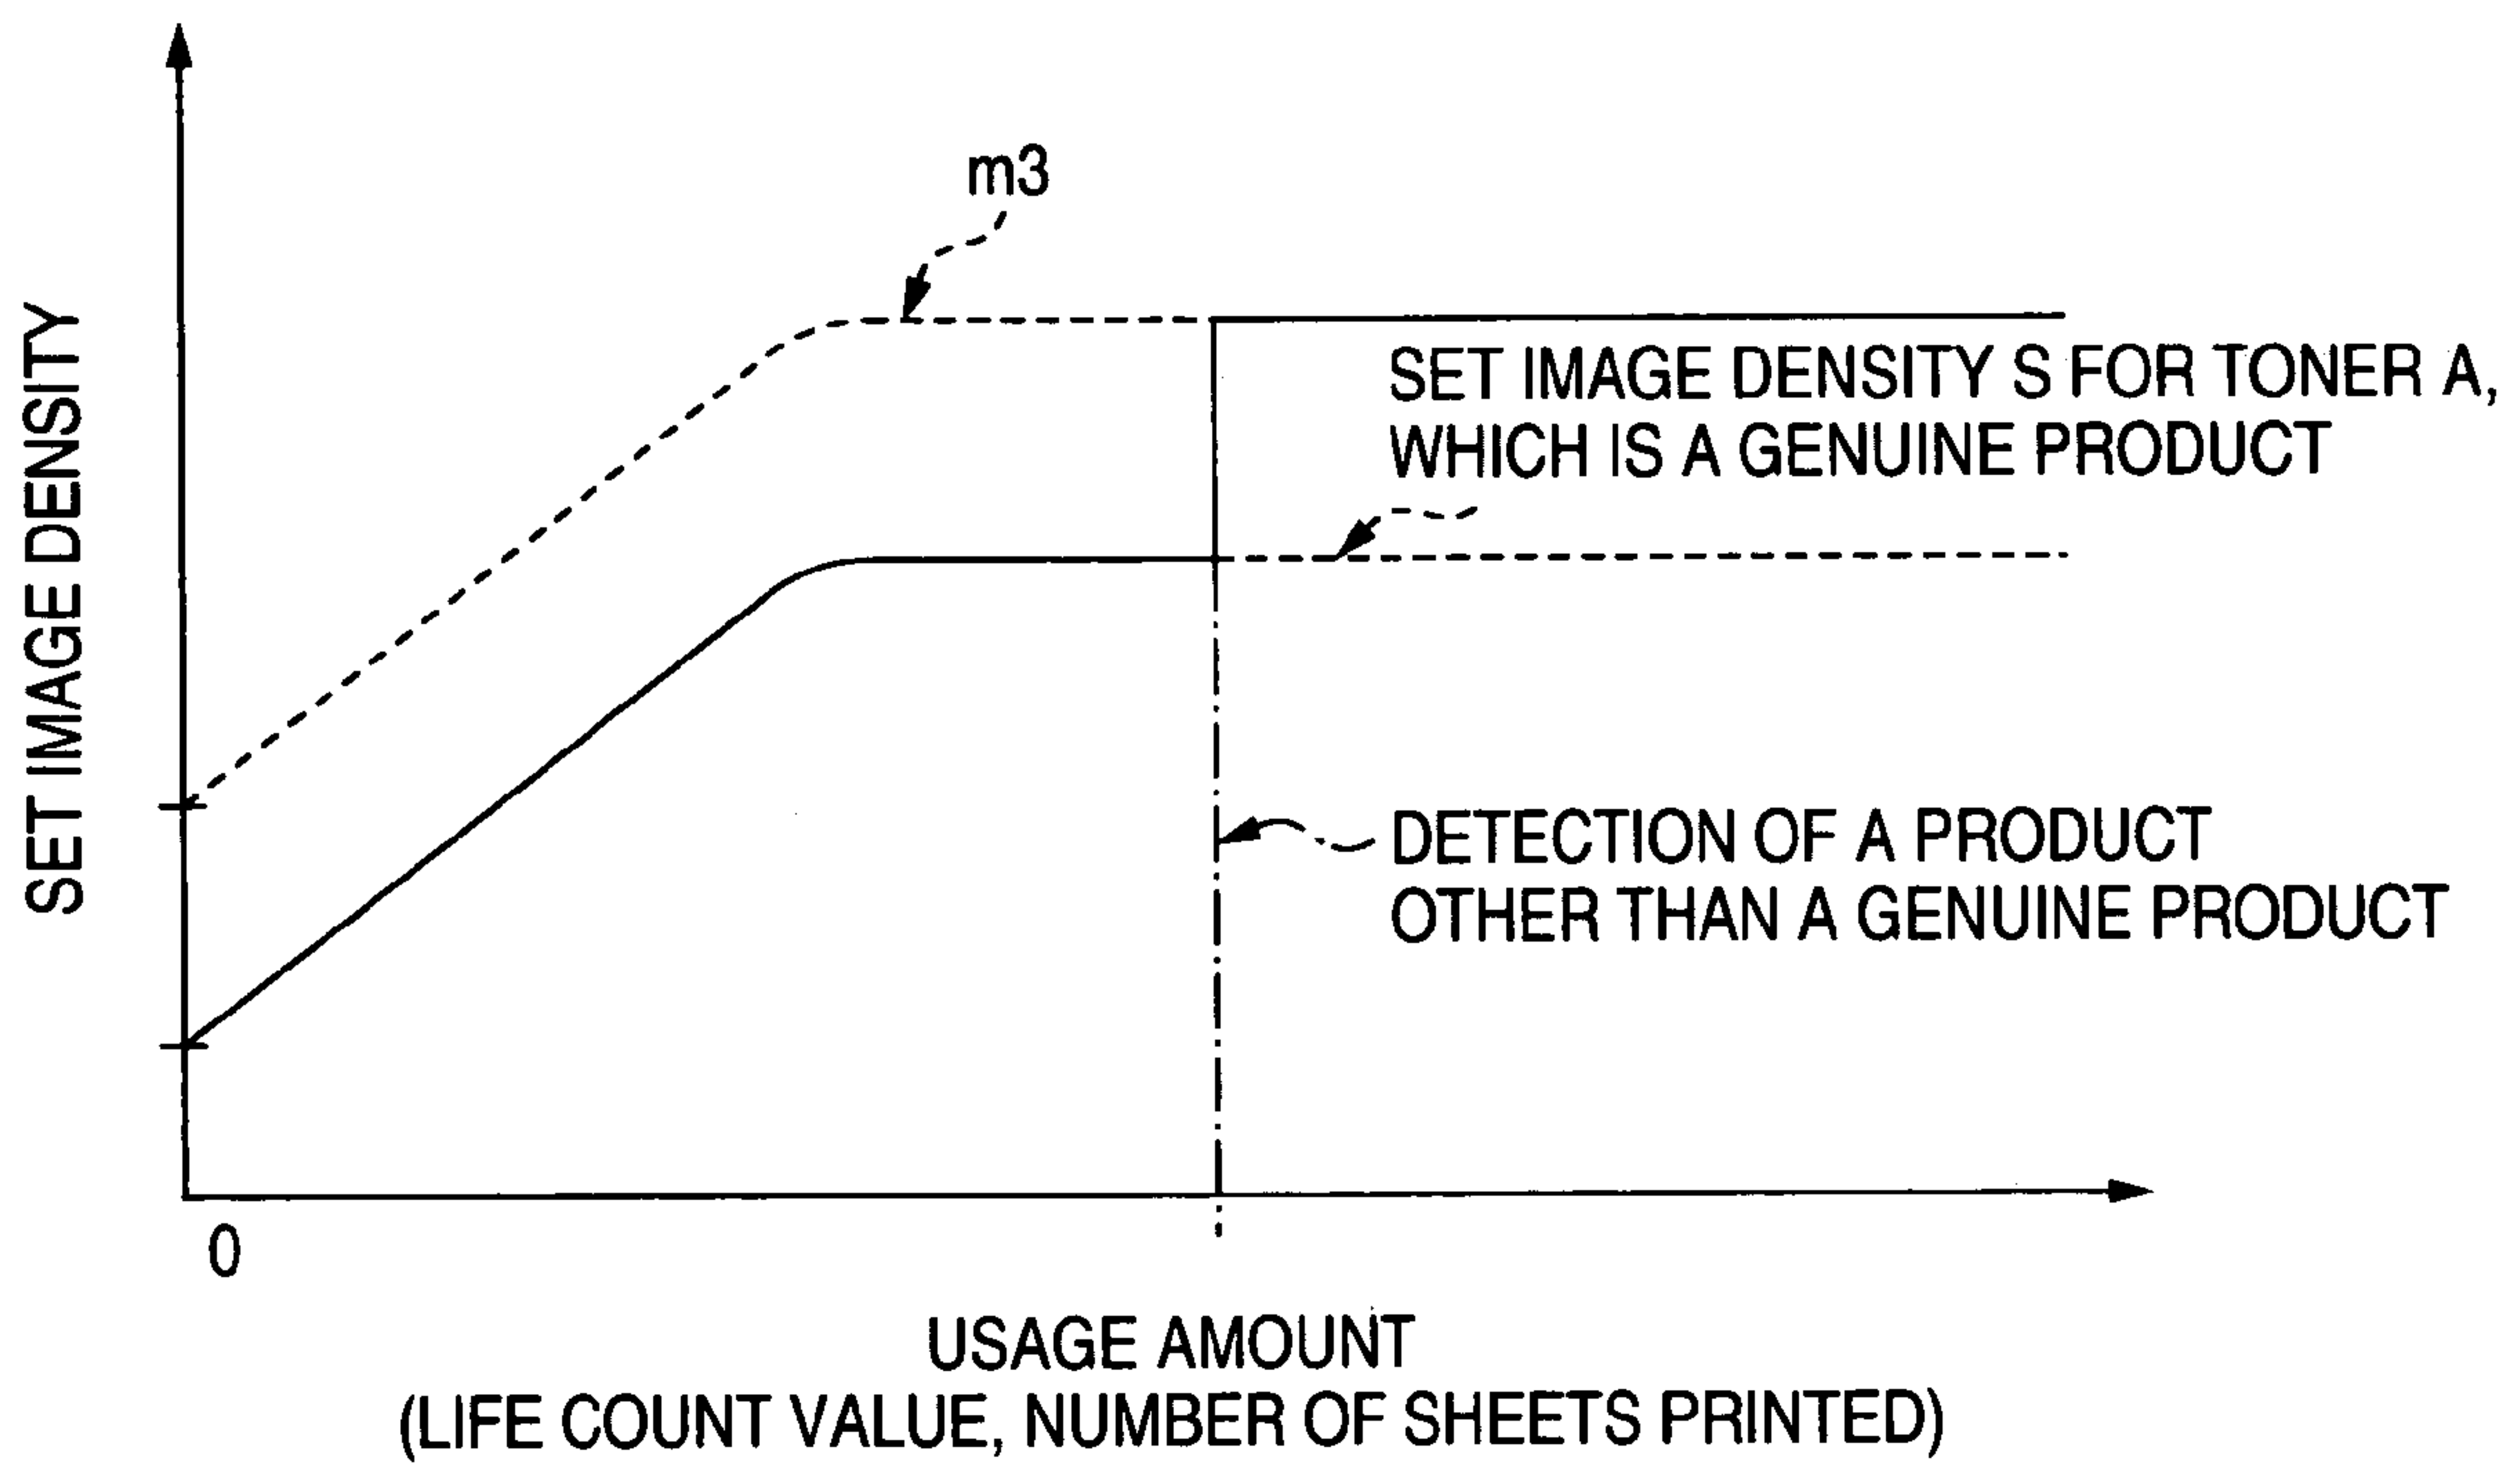 m3
SET IMAGE DENSITY
SET IMAGE DENSITY S FOR TONER A,
WHICH IS A GENUINE PRODUCT
DETECTION OF A PRODUCT
OTHER THAN A GENUINE PRODUCT
0
USAGE AMOUNT
(LIFE COUNT VALUE, NUMBER OF SHEETS PRINTED)